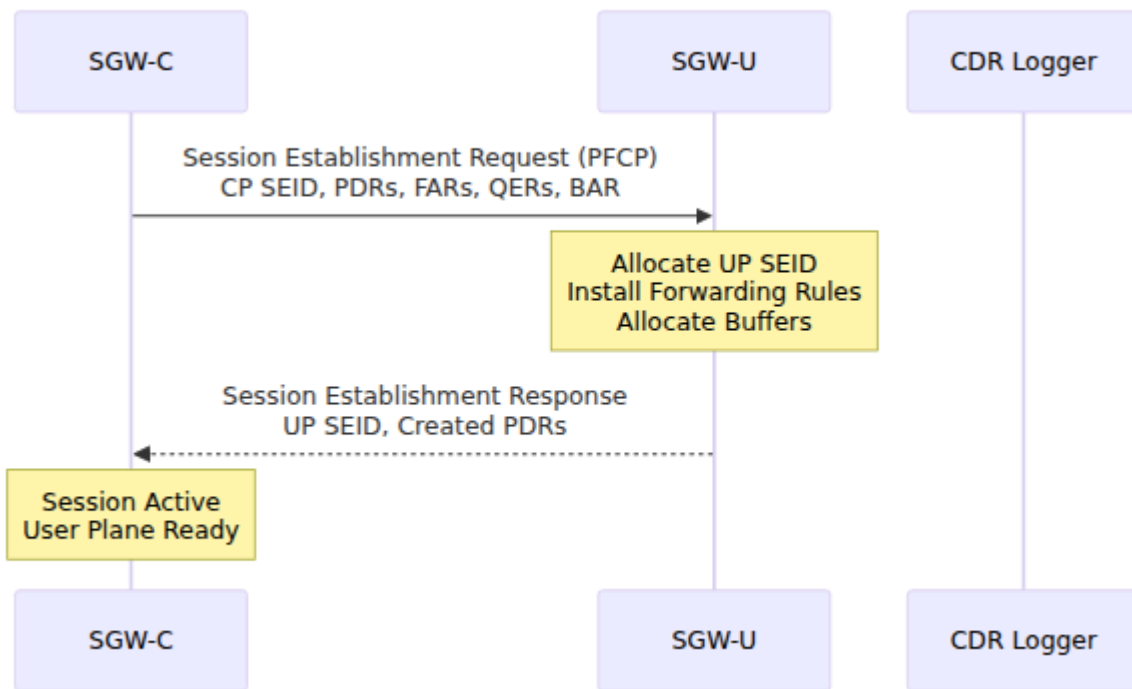 SGW-C
SGW-U
CDR Logger
Session Establishment Request (PFCP)
CP SEID, PDRs, FARs, QERs, BAR
Allocate UP SEID
Install Forwarding Rules
Allocate Buffers
Session Establishment Response
UP SEID, Created PDRs
Session Active
User Plane Ready
SGW-C
SGW-U
CDR Logger